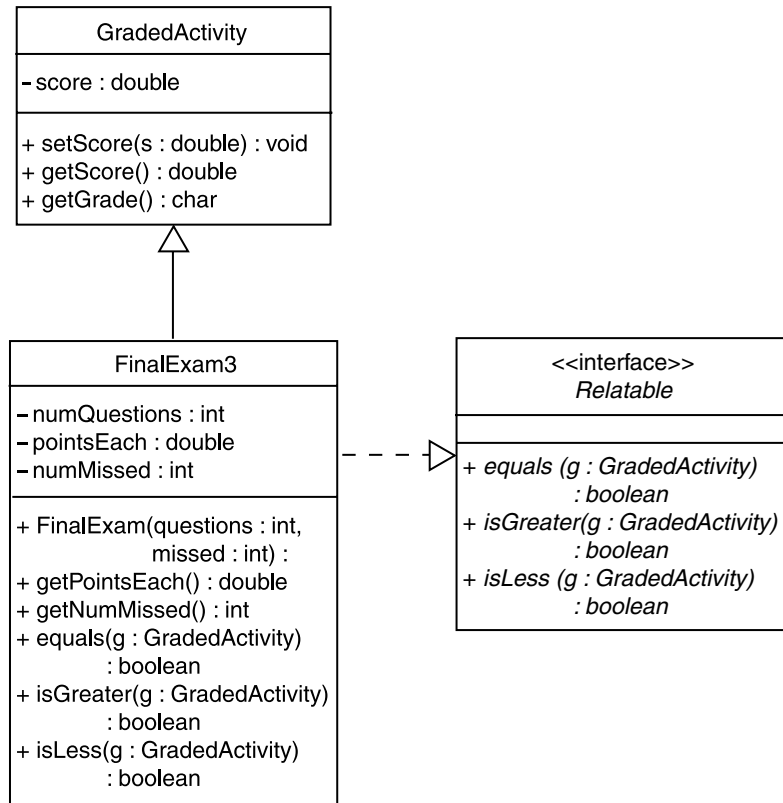 GradedActivity
– score : double
+ setScore(s : double) : void
+ getScore() : double
+ getGrade() : char
FinalExam3
– numQuestions : int
– pointsEach : double
– numMissed : int
+ FinalExam(questions : int,
missed : int) :
+ getPointsEach() : double
+ getNumMissed() : int
+ equals(g : GradedActivity)
: boolean
+ isGreater(g : GradedActivity)
: boolean
+ isLess(g : GradedActivity)
: boolean
<<interface>>
Relatable
+ equals (g : GradedActivity)
: boolean
+ isGreater(g : GradedActivity)
: boolean
+ isLess (g : GradedActivity)
: boolean